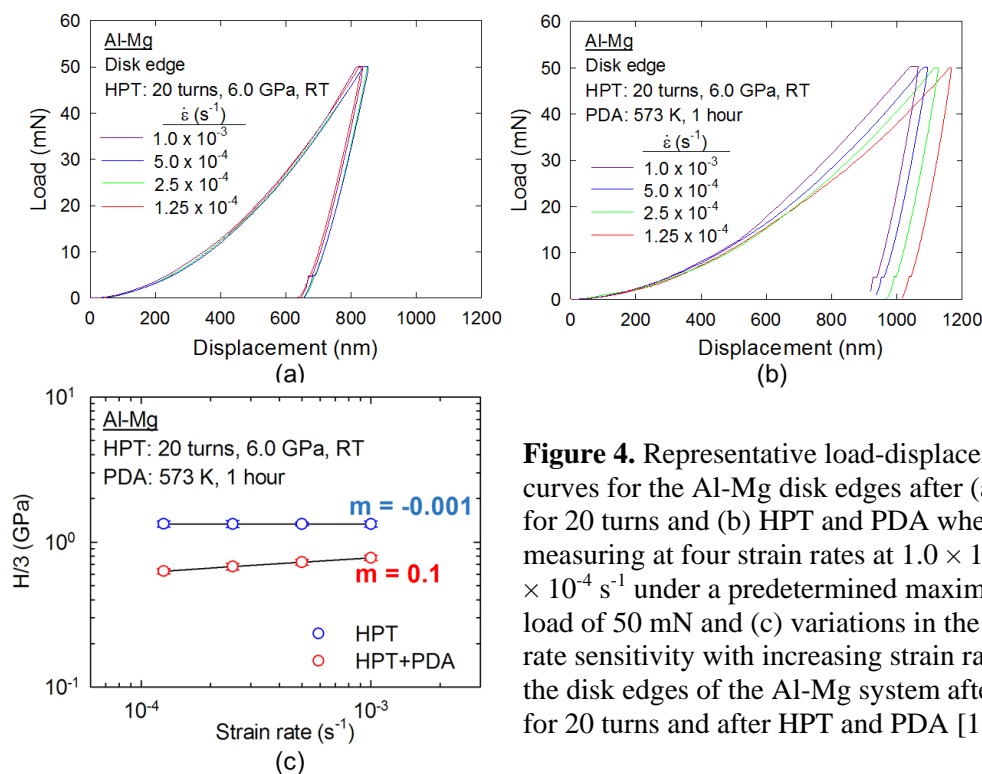 Al-Mg
Disk edge
HPT: 20 turns, 6.0 GPa, RT
ε̇ (s⁻¹)
1.0 x 10⁻³
5.0 x 10⁻⁴
2.5 x 10⁻⁴
1.25 x 10⁻⁴
Load (mN)
60
50
40
30
20
10
0
0 200 400 600 800 1000 1200
Displacement (nm)
(a)
Al-Mg
Disk edge
HPT: 20 turns, 6.0 GPa, RT
PDA: 573 K, 1 hour
ε̇ (s⁻¹)
1.0 x 10⁻³
5.0 x 10⁻⁴
2.5 x 10⁻⁴
1.25 x 10⁻⁴
Load (mN)
60
50
40
30
20
10
0
0 200 400 600 800 1000 1200
Displacement (nm)
(b)
Al-Mg
HPT: 20 turns, 6.0 GPa, RT
PDA: 573 K, 1 hour
m = -0.001
m = 0.1
HPT
HPT+PDA
H/3 (GPa)
10¹
10⁰
10⁻¹
10⁻⁴ 10⁻³
Strain rate (s⁻¹)
(c)
Figure 4. Representative load-displacem
curves for the Al-Mg disk edges after (a)
for 20 turns and (b) HPT and PDA when
measuring at four strain rates at 1.0 × 1
× 10⁻⁴ s⁻¹ under a predetermined maxim
load of 50 mN and (c) variations in the
rate sensitivity with increasing strain ra
the disk edges of the Al-Mg system afte
for 20 turns and after HPT and PDA [1